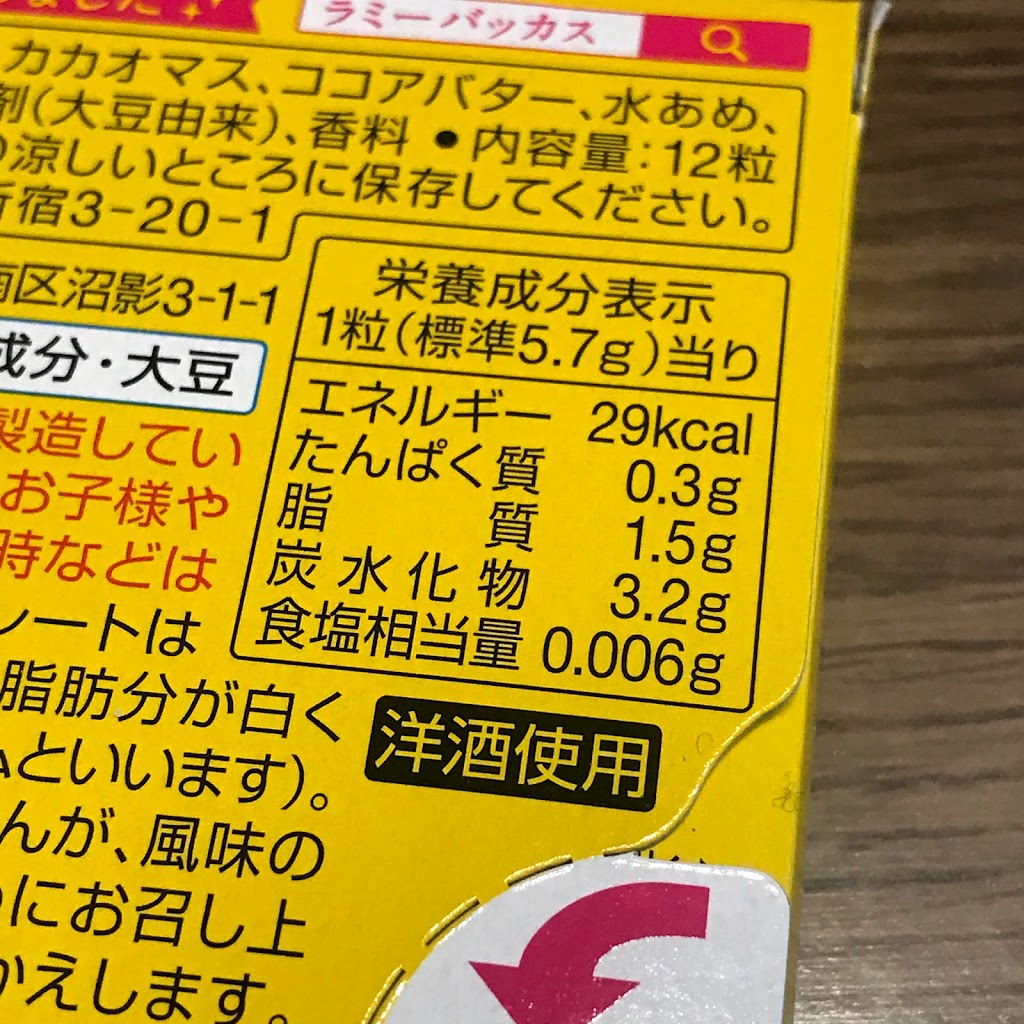 ました
ラミーバッカス
カカオマス、ココアバター、水あめ、
剤(大豆由来)、香料 ●内容量:12粒
涼しいところに保存してください。
新宿3-20-1
南区沼影3-1-1
成分・大豆
製造してい
お子様や
時などは
レートは
脂肪分が白く
ムといいます)。
んが、風味の
にお召し上
かえします。
栄養成分表示
1粒(標準5.7g)当り
エネルギー 29kcal
たんぱく質 0.3g
脂質 1.5g
炭水化物 3.2g
食塩相当量 0.006g
洋酒使用